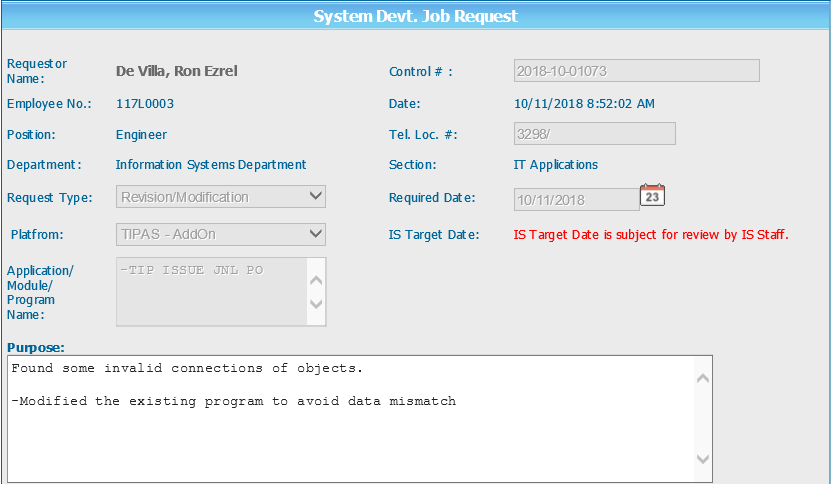 System Devt. Job Request
Requestor Name: De Villa, Ron Ezrel Control # : 2018-10-01073
Employee No.: 117L0003 Date: 10/11/2018 8:52:02 AM
Position: Engineer Tel. Loc. #: 3298/
Department: Information Systems Department Section: IT Applications
Request Type: Revision/Modification Required Date: 10/11/2018 23
Platfrom: TIPAS - AddOn IS Target Date: IS Target Date is subject for review by IS Staff.
Application/
Module/
Program
Name:
-TIP ISSUE JNL PO
Purpose:
Found some invalid connections of objects.
-Modified the existing program to avoid data mismatch